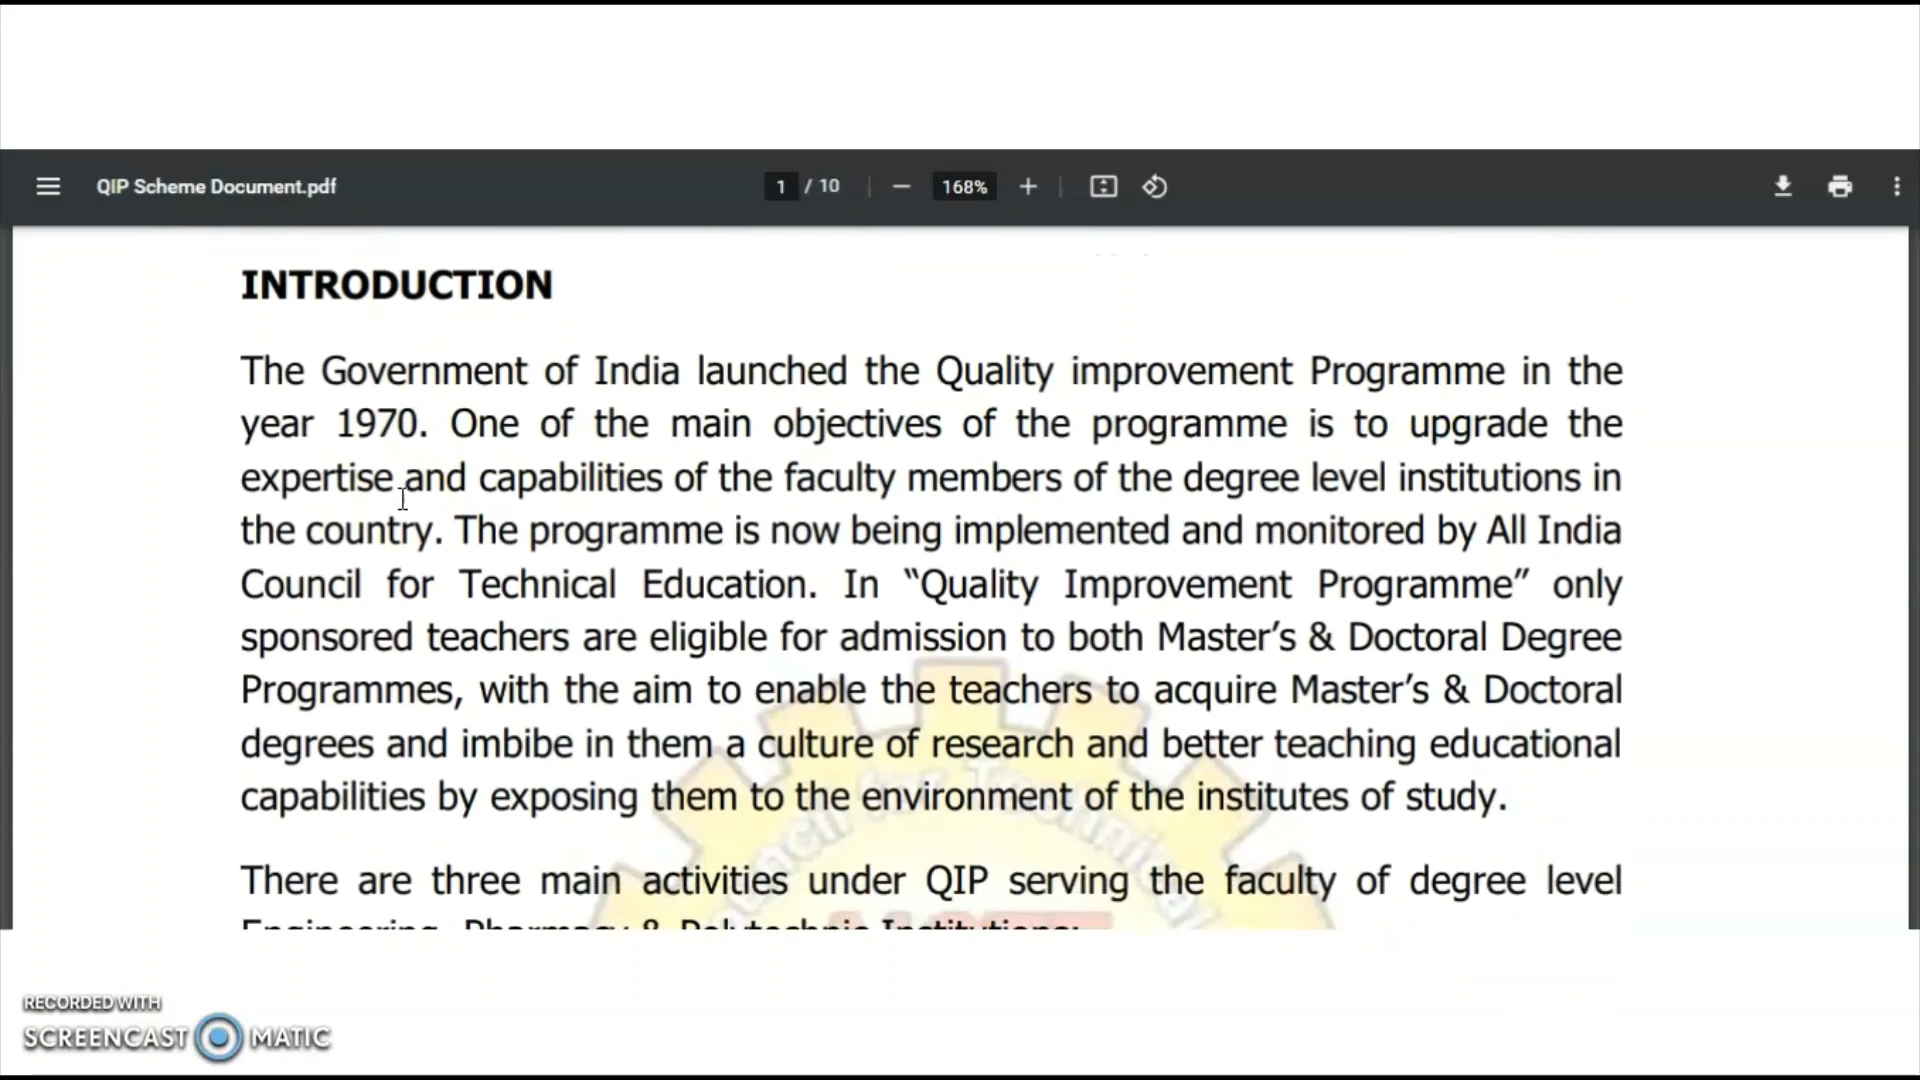 QIP Scheme Document.pdf
1 / 10
168%
INTRODUCTION
The Government of India launched the Quality improvement Programme in the
year 1970. One of the main objectives of the programme is to upgrade the
expertise and capabilities of the faculty members of the degree level institutions in
the country. The programme is now being implemented and monitored by All India
Council for Technical Education. In “Quality Improvement Programme” only
sponsored teachers are eligible for admission to both Master’s & Doctoral Degree
Programmes, with the aim to enable the teachers to acquire Master’s & Doctoral
degrees and imbibe in them a culture of research and better teaching educational
capabilities by exposing them to the environment of the institutes of study.
There are three main activities under QIP serving the faculty of degree level
Engineering, Pharmacy & Polytechnic Institutions:
RECORDED WITH
SCREENCAST MATIC